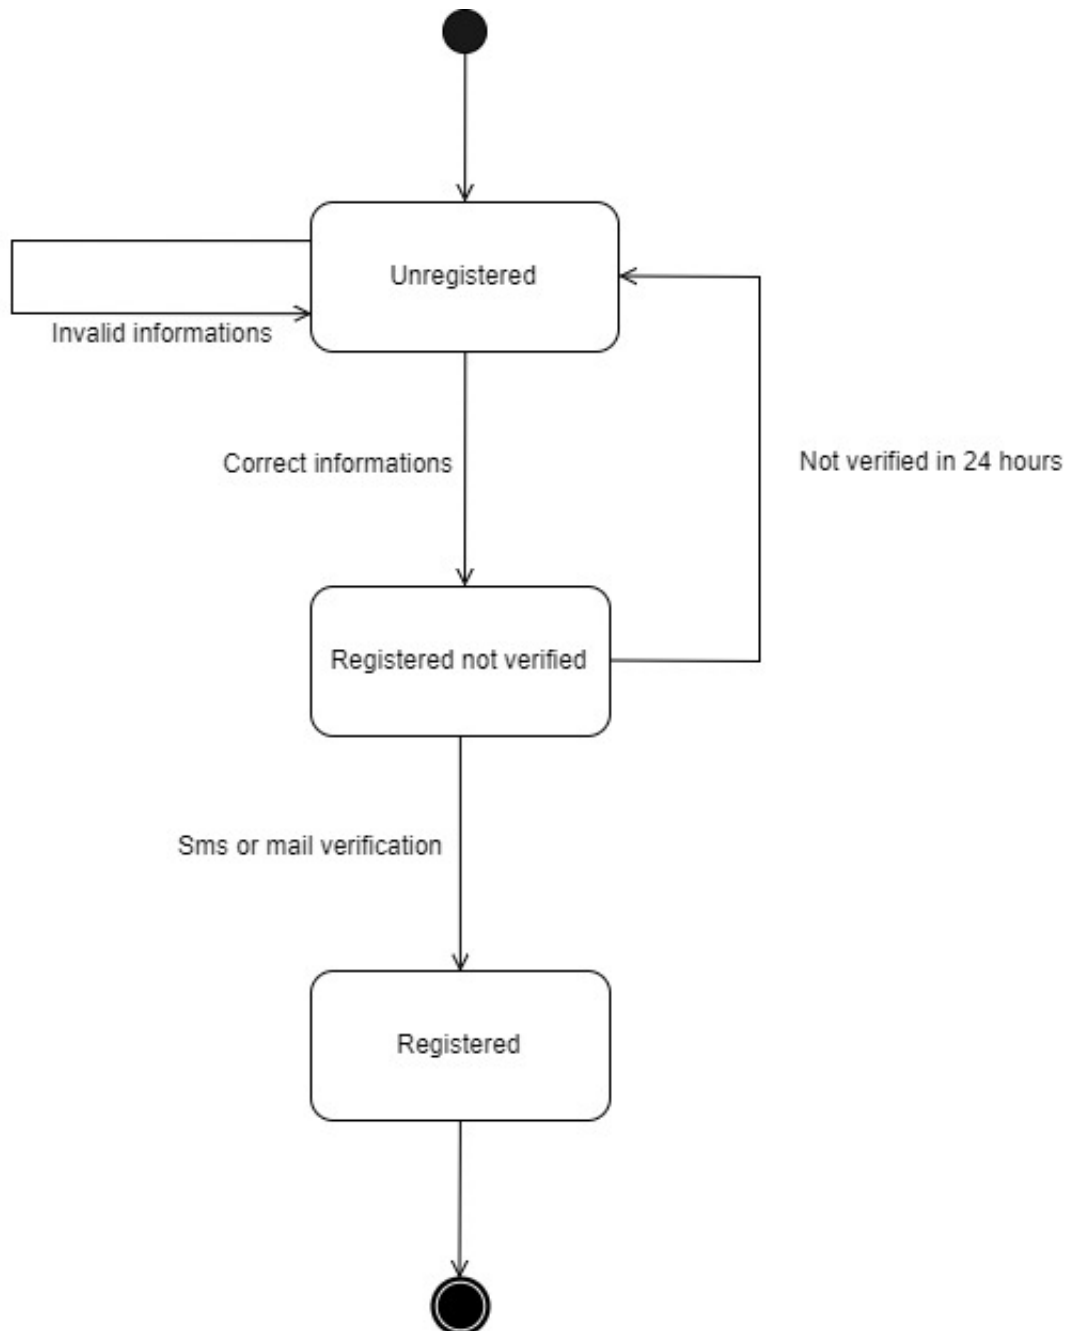 Unregistered
Invalid informations
Correct informations
Not verified in 24 hours
Registered not verified
Sms or mail verification
Registered